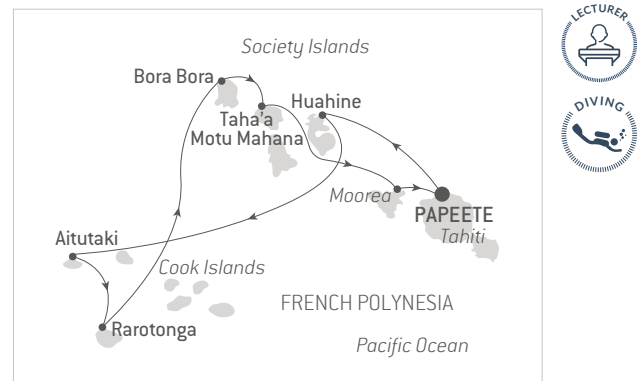 Society Islands
Bora Bora
Huahine
Taha'a
Motu Mahana
Moorea
PAPEETE
Tahiti
Aitutaki
Cook Islands
FRENCH POLYNESIA
Rarotonga
Pacific Ocean
LECTURER
DIVING